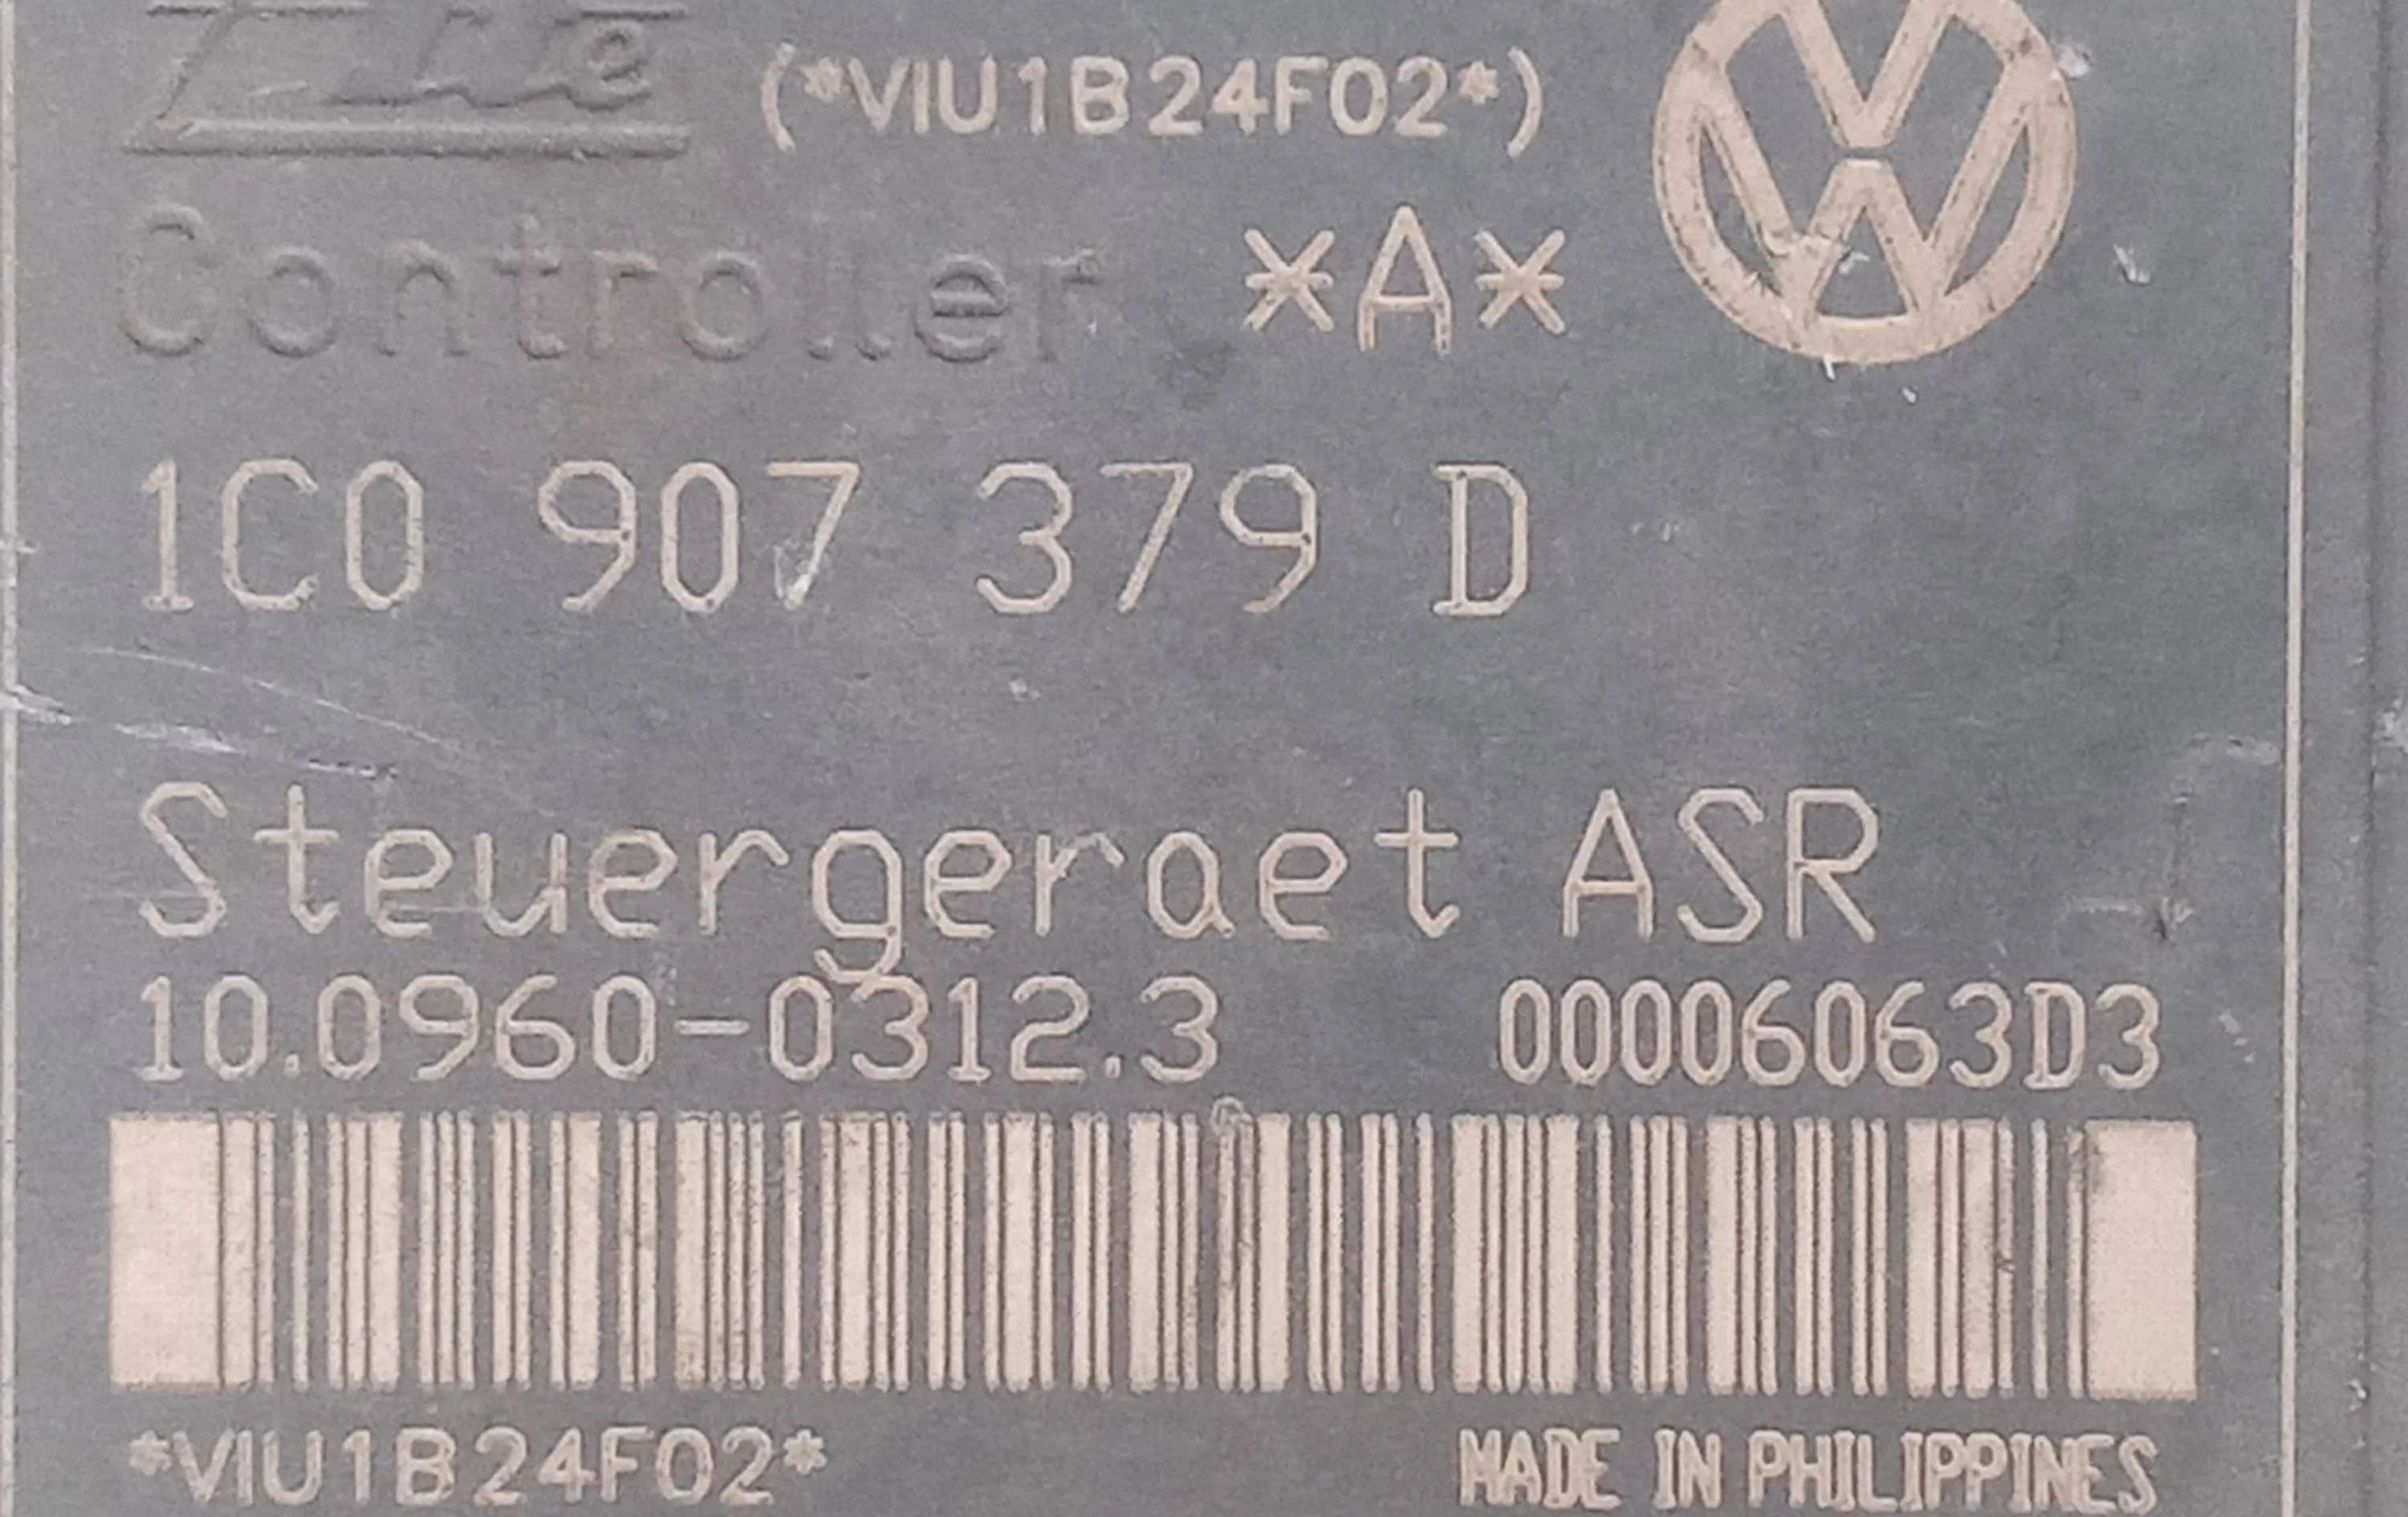 (*VIU1B24F02*)
Controller *A*
1C0 907 379 D
Steuergeraet ASR
10.0960-0312.3 00006063D3
*VIU1B24F02* MADE IN PHILIPPINES